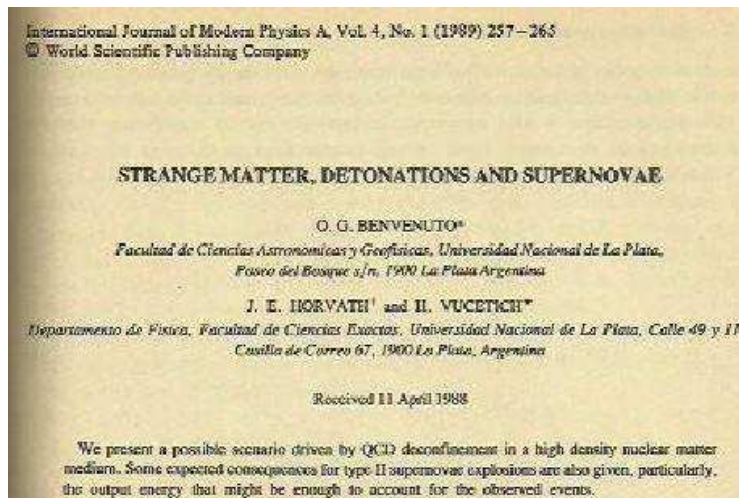 International Journal of Modern Physics A, Vol. 4, No. 1 (1989) 257–265
© World Scientific Publishing Company
STRANGE MATTER, DETONATIONS AND SUPERNOVAE
O. G. BENVENUTO*
Facultad de Ciencias Astronomicas y Geofisicas, Universidad Nacional de La Plata,
Paseo del Bosque s/n, 1900 La Plata Argentina
J. E. HORVATH† and H. VUCETICH*
Departamento de Fisica, Facultad de Ciencias Exactas, Universidad Nacional de La Plata, Calle 49 y
Casilla de Correo 67, 1900 La Plata, Argentina
Received 11 April 1988
We present a possible scenario driven by QCD deconfinement in a high density nuclear matter
medium. Some expected consequences for type II supernovae explosions are also given, particularly,
the output energy that might be enough to account for the observed events.